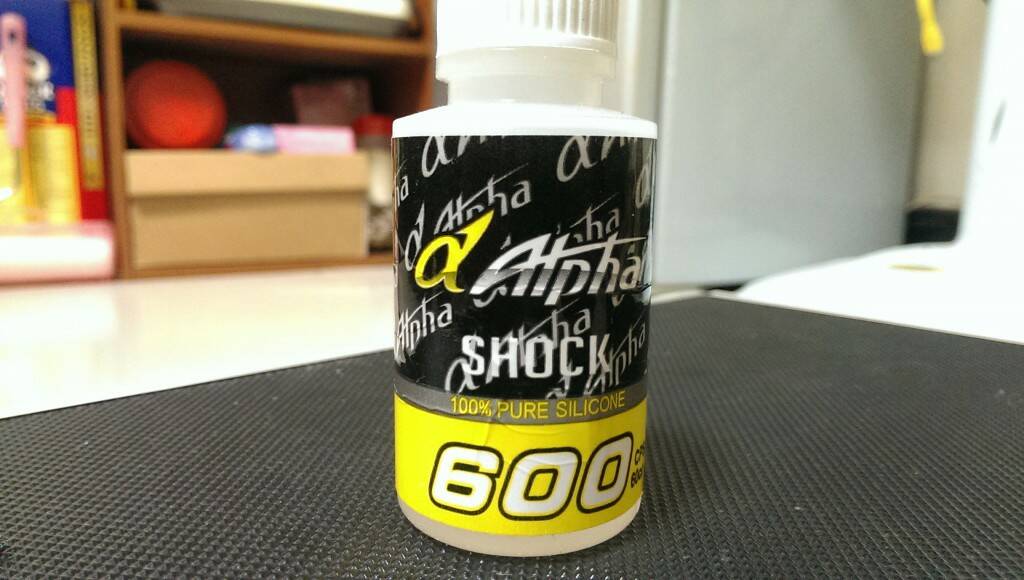 α Alpha
SHOCK
100% PURE SILICONE
600